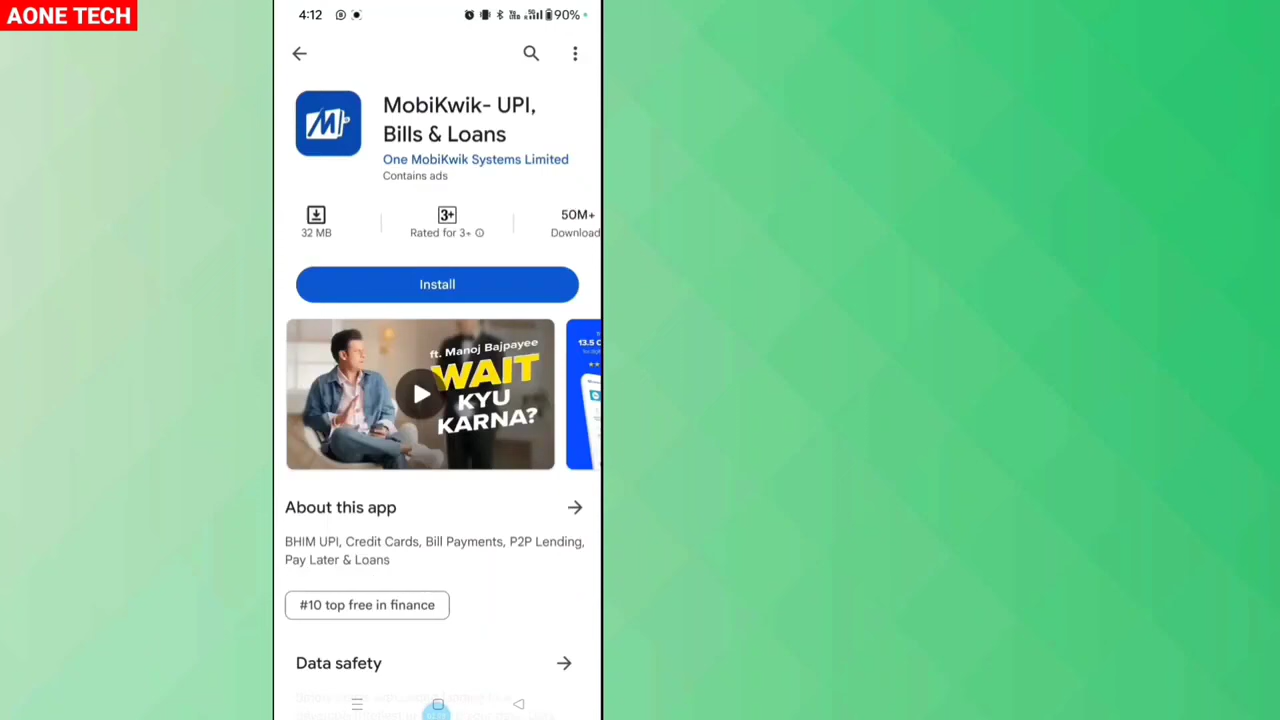 AONE TECH
4:12
90%
MobiKwik- UPI,
Bills & Loans
One MobiKwik Systems Limited
Contains ads
3+
50M+
32 MB
Rated for 3+
Download
Install
ft. Manoj Bajpayee
WAIT
KYU
KARNA?
13.5 C
About this app
BHIM UPI, Credit Cards, Bill Payments, P2P Lending,
Pay Later & Loans
#10 top free in finance
Data safety